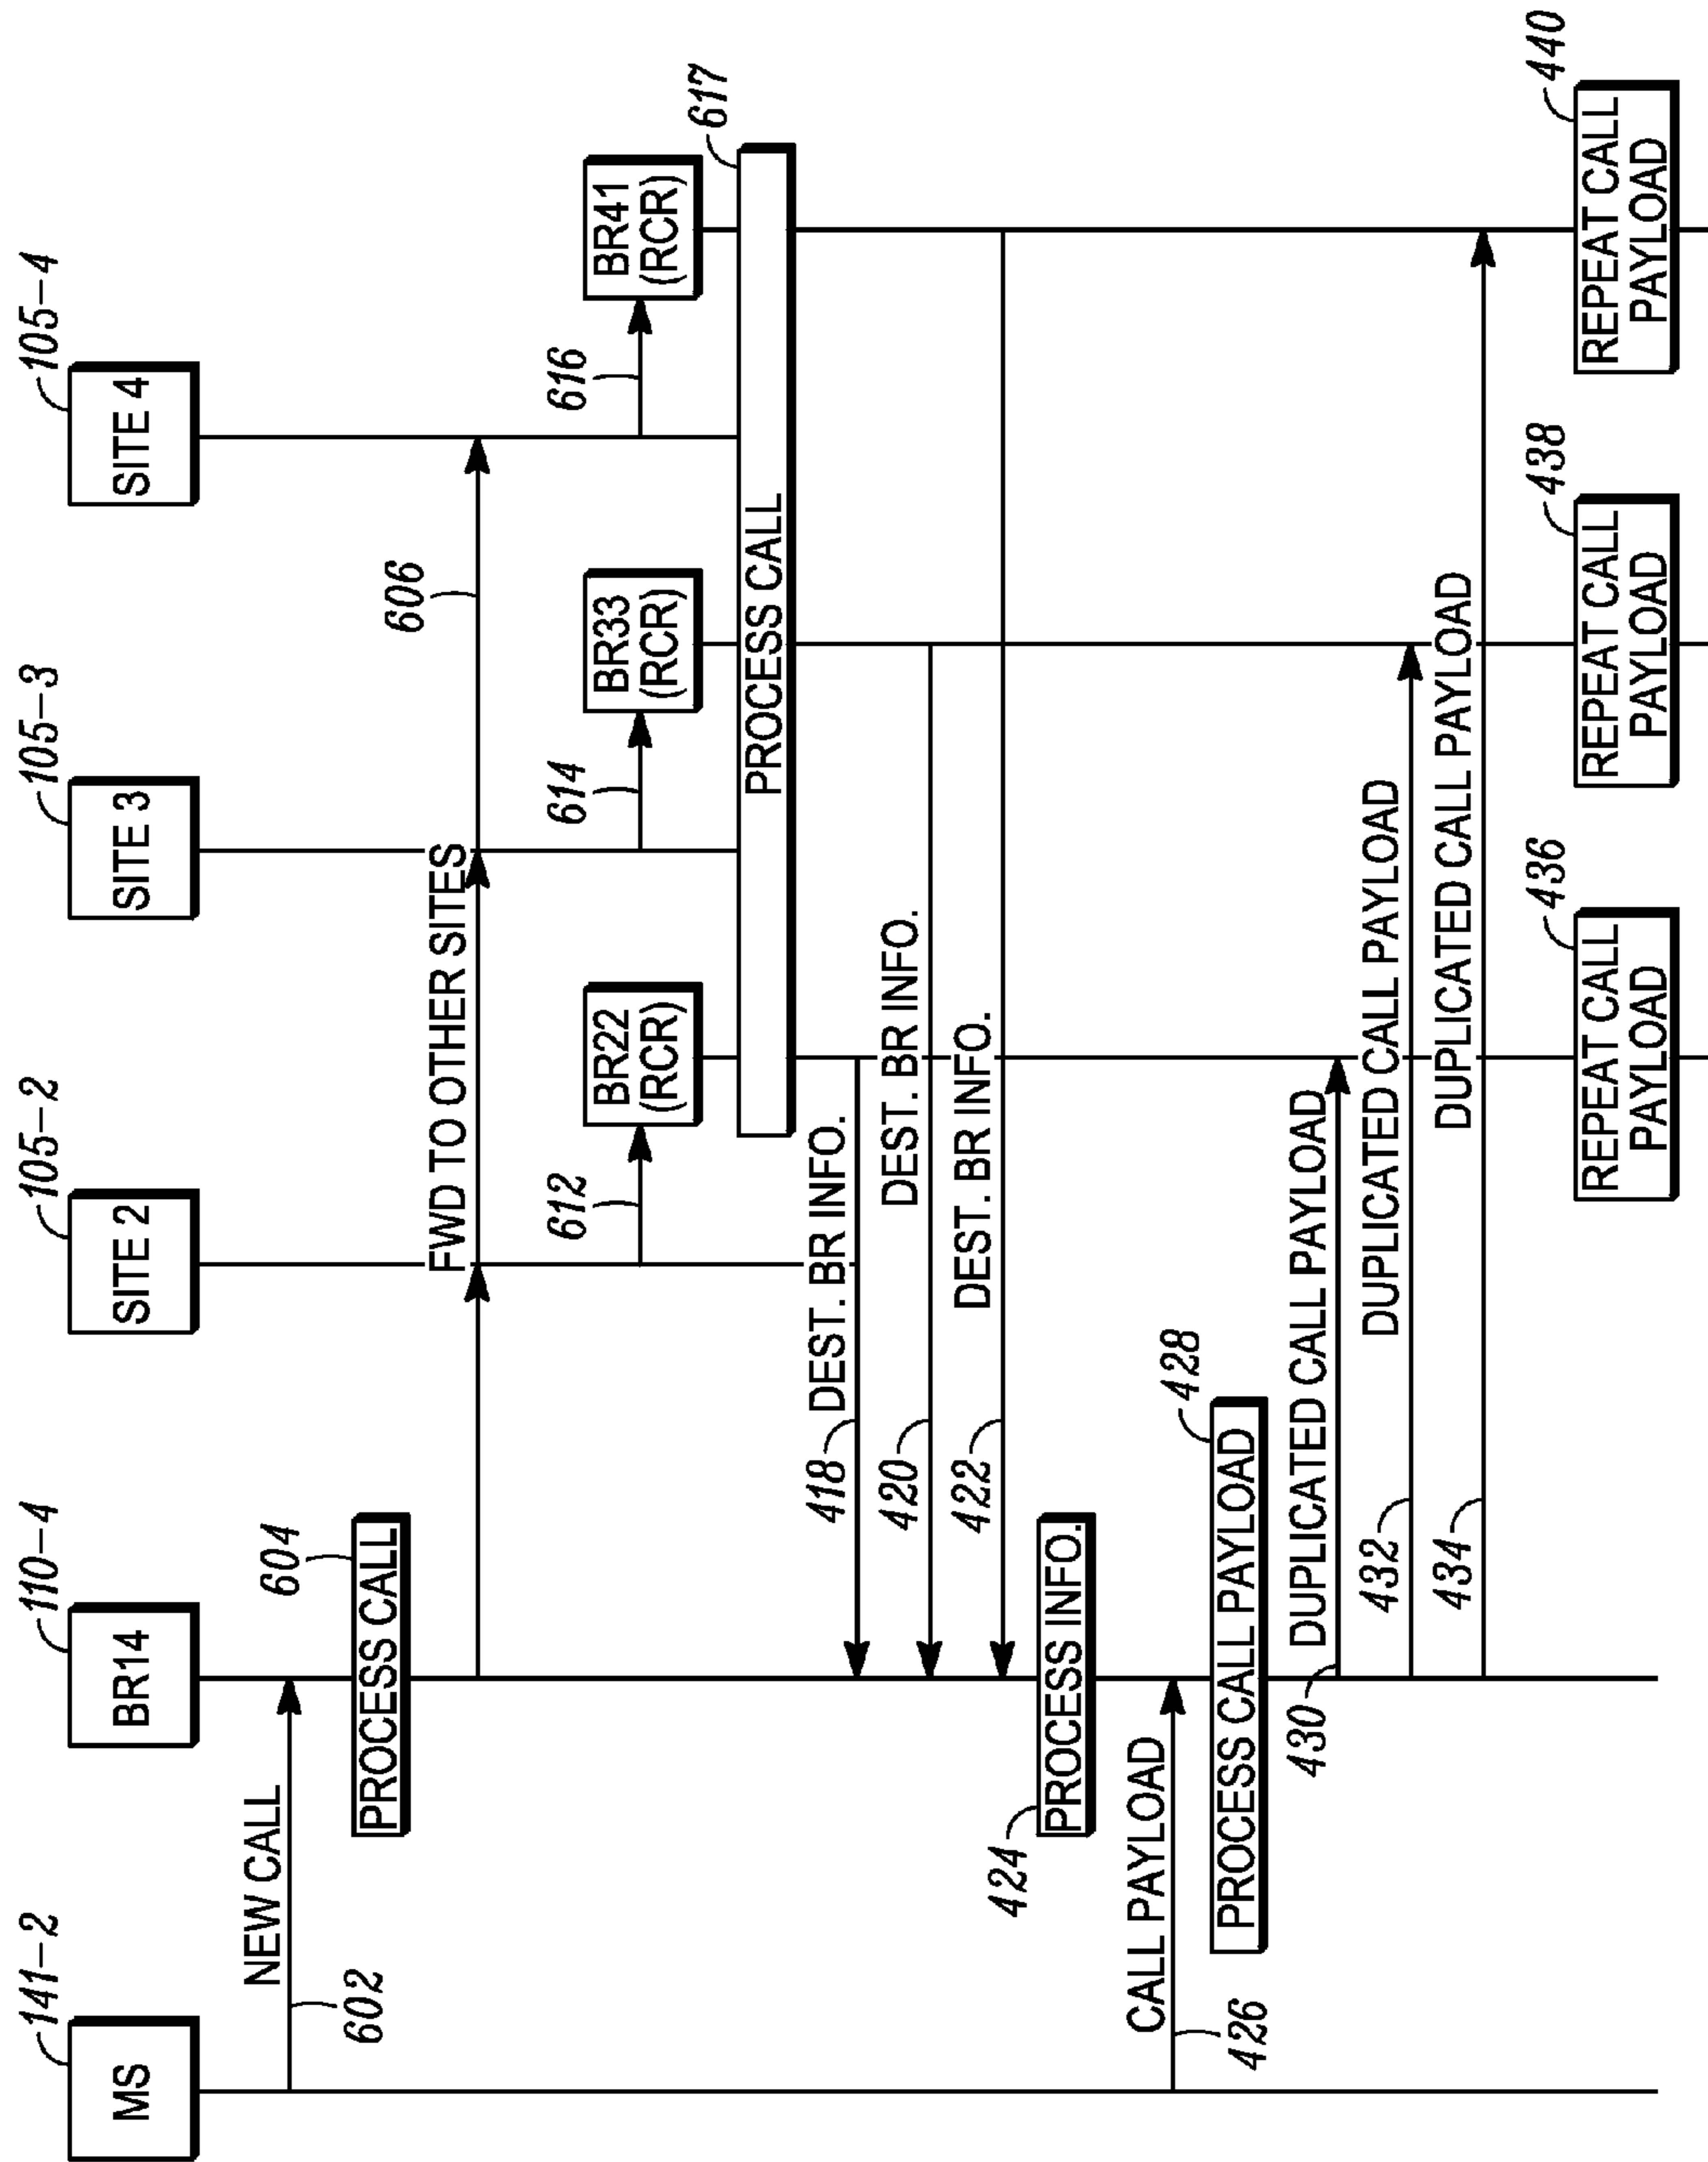 MS
141-2
BR14
110-4
SITE 2
105-2
SITE 3
105-3
SITE 4
105-4
NEW CALL
602
604
PROCESS CALL
FWD TO OTHER SITES
606
612
BR22
(RCR)
614
BR33
(RCR)
616
BR41
(RCR)
PROCESS CALL
617
418
DEST. BR INFO.
420
DEST. BR INFO.
422
DEST. BR INFO.
424
PROCESS INFO.
CALL PAYLOAD
426
428
PROCESS CALL PAYLOAD
430
DUPLICATED CALL PAYLOAD
432
DUPLICATED CALL PAYLOAD
434
DUPLICATED CALL PAYLOAD
436
REPEAT CALL
PAYLOAD
438
REPEAT CALL
PAYLOAD
440
REPEAT CALL
PAYLOAD